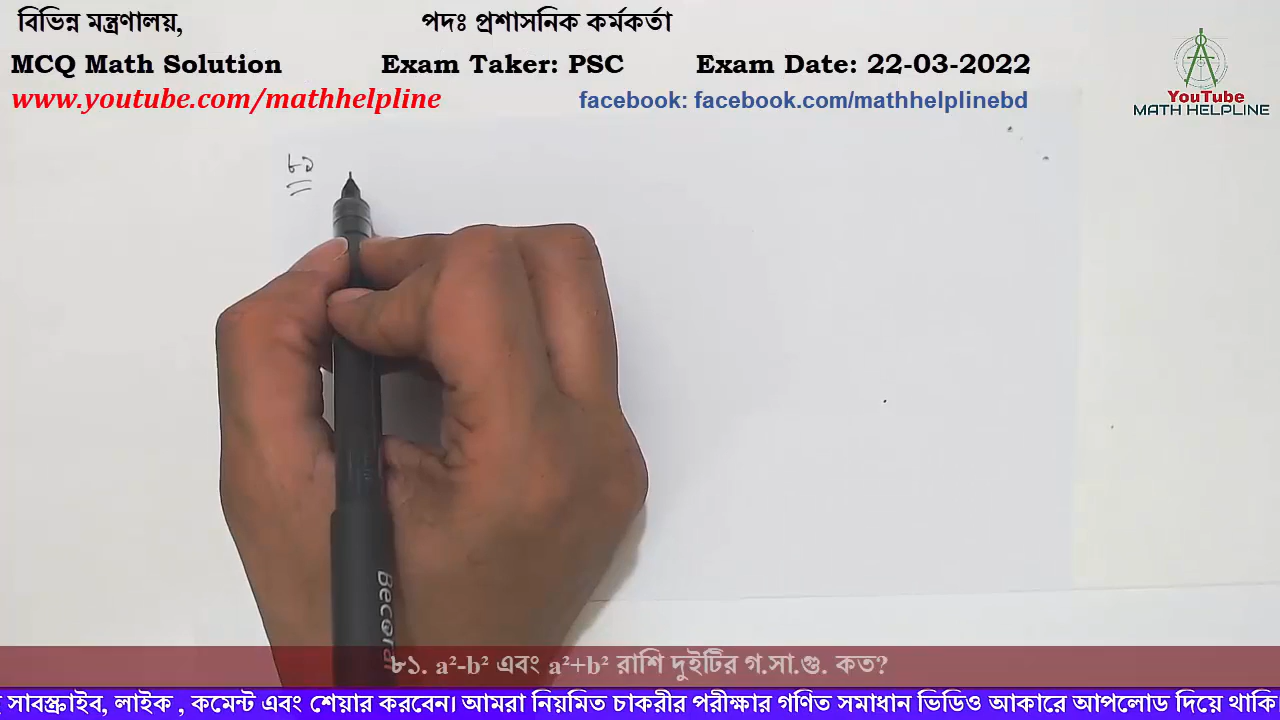 বিভিন্ন মন্ত্রণালয়, পদঃ প্রশাসনিক কর্মকর্তা
MCQ Math Solution Exam Taker: PSC Exam Date: 22-03-2022
www.youtube.com/mathhelpline facebook: facebook.com/mathhelplinebd
YouTube
MATH HELPLINE
৮১
Becorai
৮১. a²-b² এবং a²+b² রাশি দুইটির গ.সা.গু. কত?
সাবস্ক্রাইব, লাইক , কমেন্ট এবং শেয়ার করবেন। আমরা নিয়মিত চাকরীর পরীক্ষার গণিত সমাধান ভিডিও আকারে আপলোড দিয়ে থাকি